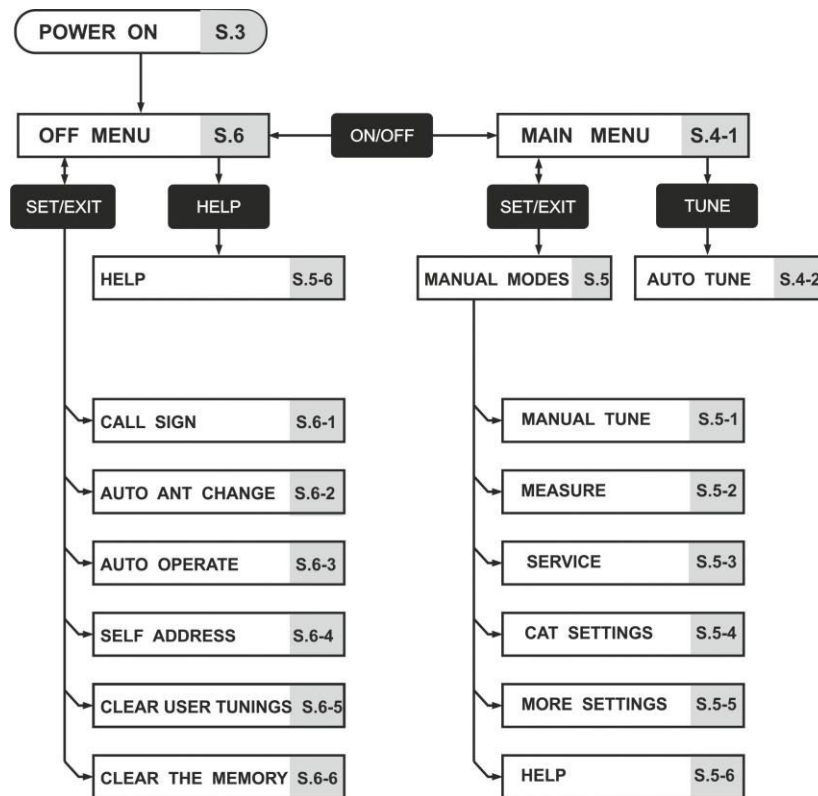 POWER ON S.3
OFF MENU S.6 ON/OFF MAIN MENU S.4-1
SET/EXIT HELP SET/EXIT TUNE
HELP S.5-6 MANUAL MODES S.5 AUTO TUNE S.4-2
CALL SIGN S.6-1 MANUAL TUNE S.5-1
AUTO ANT CHANGE S.6-2 MEASURE S.5-2
AUTO OPERATE S.6-3 SERVICE S.5-3
SELF ADDRESS S.6-4 CAT SETTINGS S.5-4
CLEAR USER TUNINGS S.6-5 MORE SETTINGS S.5-5
CLEAR THE MEMORY S.6-6 HELP S.5-6